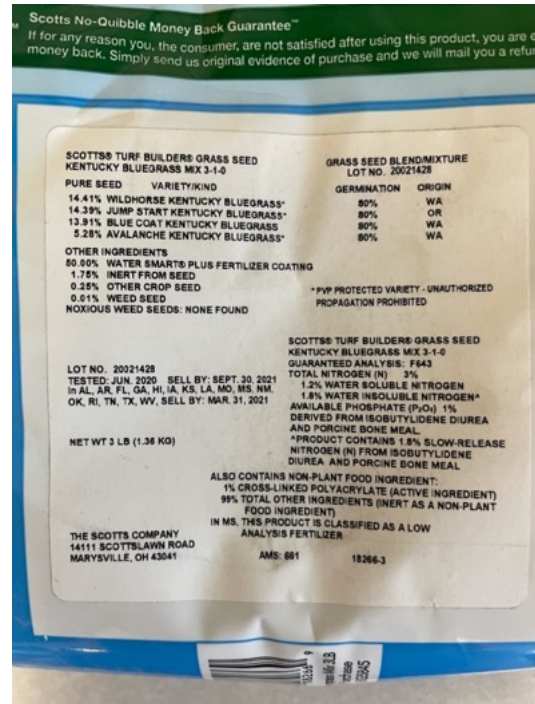 Scotts No-Quibble Money Back Guarantee™
If for any reason you, the consumer, are not satisfied after using this product, you are
money back. Simply send us original evidence of purchase and we will mail you a
SCOTTS® TURF BUILDER® GRASS SEED
KENTUCKY BLUEGRASS MIX 3-1-0
GRASS SEED BLEND/MIXTURE
LOT NO. 20021428
PURE SEED VARIETY/KIND GERMINATION ORIGIN
14.41% WILDHORSE KENTUCKY BLUEGRASS* 80% WA
14.39% JUMP START KENTUCKY BLUEGRASS* 80% OR
13.91% BLUE COAT KENTUCKY BLUEGRASS 80% WA
5.28% AVALANCHE KENTUCKY BLUEGRASS* 80% WA
OTHER INGREDIENTS
50.00% WATER SMART® PLUS FERTILIZER COATING
1.75% INERT FROM SEED
0.25% OTHER CROP SEED
0.01% WEED SEED
NOXIOUS WEED SEEDS: NONE FOUND
*PVP PROTECTED VARIETY - UNAUTHORIZED
PROPAGATION PROHIBITED
LOT NO. 20021428
TESTED: JUN. 2020 SELL BY: SEPT. 30, 2021
In AL, AR, FL, GA, HI, IA, KS, LA, MO, MS, NM,
OK, RI, TN, TX, WV, SELL BY: MAR. 31, 2021
NET WT 3 LB (1.36 KG)
SCOTTS® TURF BUILDER® GRASS SEED
KENTUCKY BLUEGRASS MIX 3-1-0
GUARANTEED ANALYSIS: F643
TOTAL NITROGEN (N) 3%
1.2% WATER SOLUBLE NITROGEN
1.8% WATER INSOLUBLE NITROGEN^
AVAILABLE PHOSPHATE (P₂O₅) 1%
DERIVED FROM ISOBUTYLIDENE DIUREA
AND PORCINE BONE MEAL.
^PRODUCT CONTAINS 1.8% SLOW-RELEASE
NITROGEN (N) FROM ISOBUTYLIDENE
DIUREA AND PORCINE BONE MEAL
ALSO CONTAINS NON-PLANT FOOD INGREDIENT:
1% CROSS-LINKED POLYACRYLATE (ACTIVE INGREDIENT)
99% TOTAL OTHER INGREDIENTS (INERT AS A NON-PLANT
FOOD INGREDIENT)
IN MS, THIS PRODUCT IS CLASSIFIED AS A LOW
ANALYSIS FERTILIZER
THE SCOTTS COMPANY
14111 SCOTTSLAWN ROAD
MARYSVILLE, OH 43041
AMS: 661 18266-3